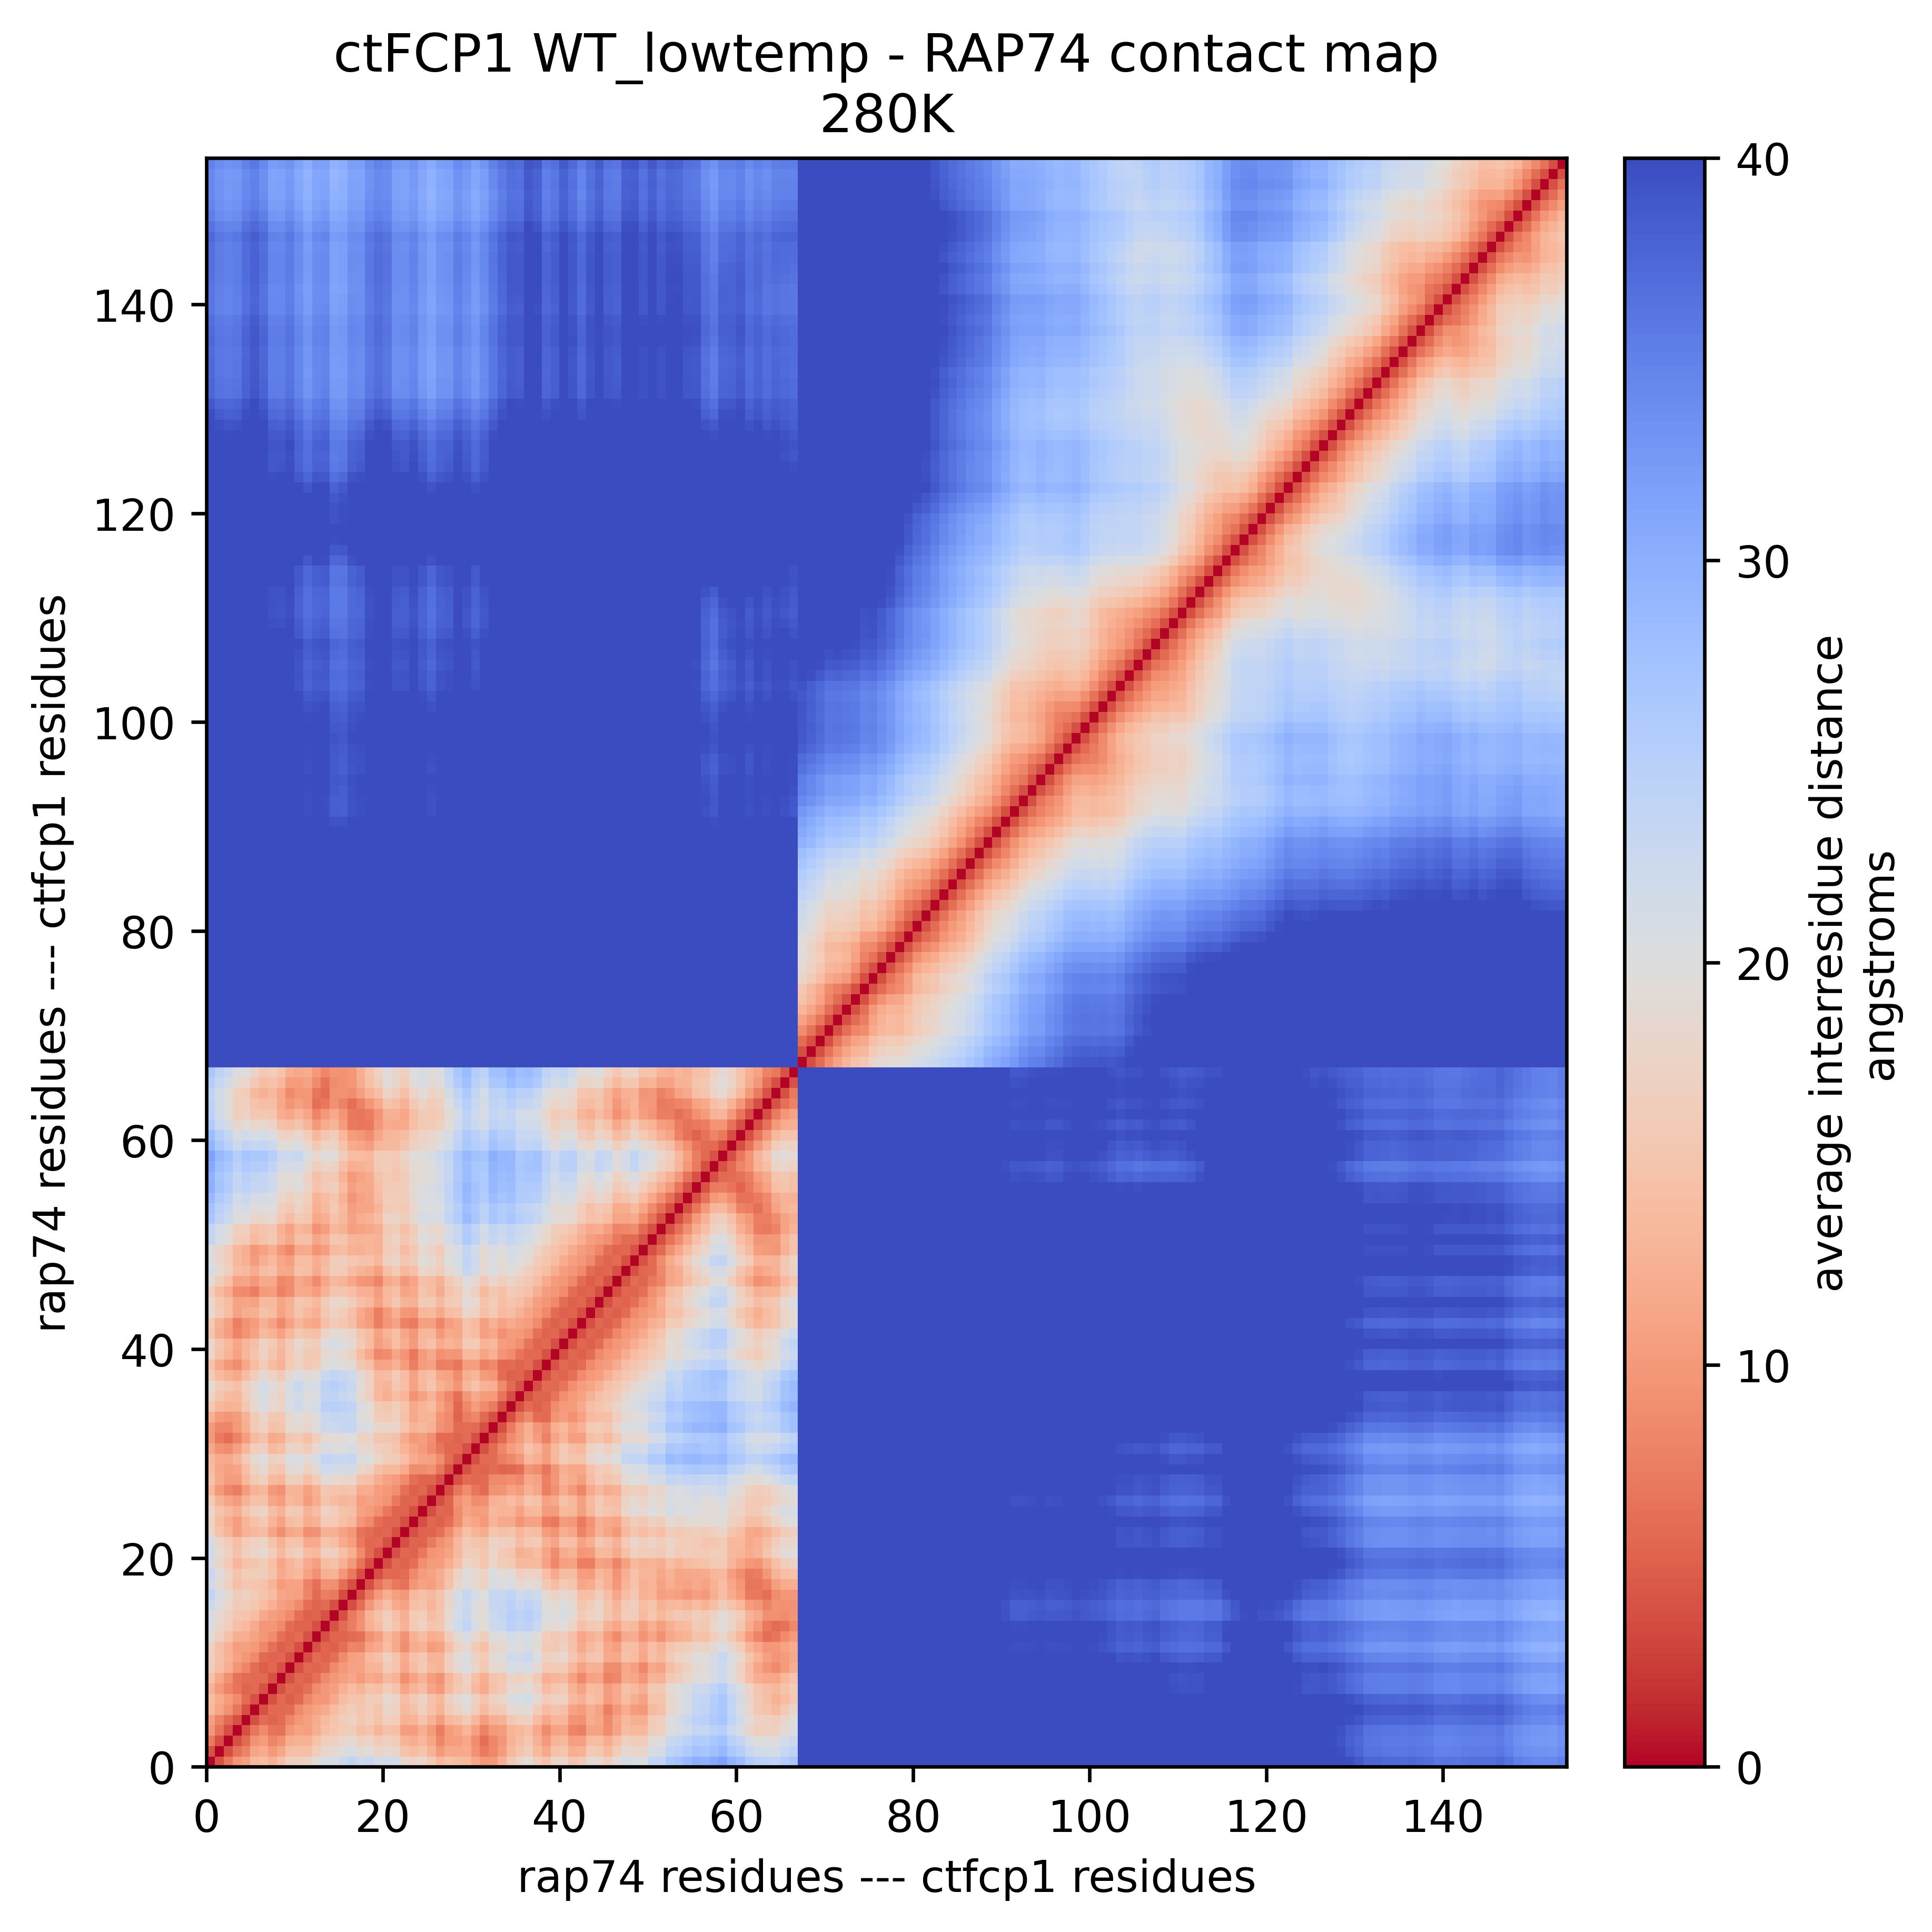 ctFCP1 WT_lowtemp - RAP74 contact map
280K
rap74 residues --- ctfcp1 residues
140
120
100
80
60
40
20
0
0 20 40 60 80 100 120 140
rap74 residues --- ctfcp1 residues
40
30
20
10
0
average interresidue distance
angstroms